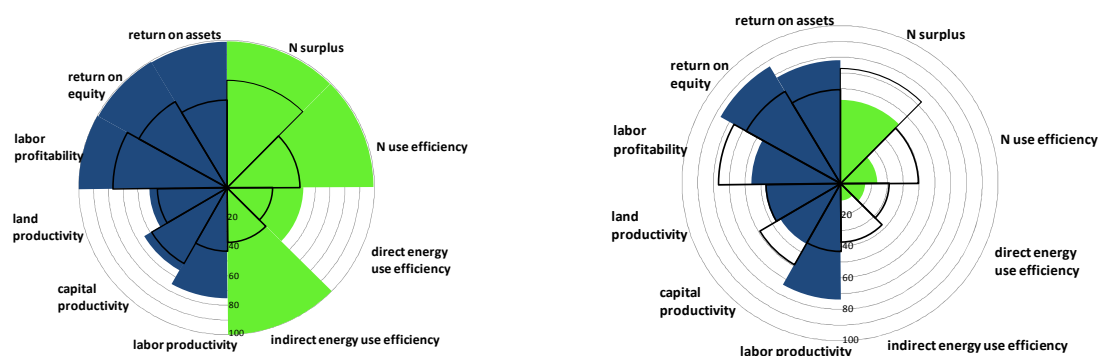 return on assets
N surplus
return on
equity
labor
profitability
N use efficiency
land
productivity
20
direct energy
use efficiency
40
capital
productivity
60
80
100
labor productivity
indirect energy use efficiency
return on assets
N surplus
return on
equity
labor
profitability
N use efficiency
land
productivity
20
direct energy
use efficiency
40
capital
productivity
60
80
100
labor productivity
indirect energy use efficiency